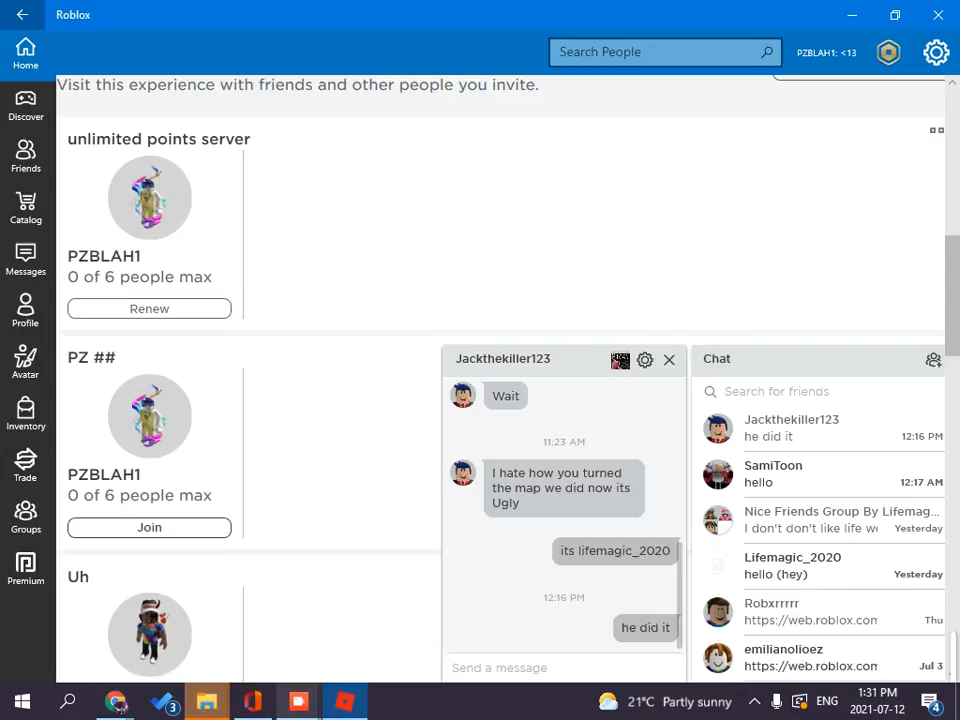 Roblox
Home
Search People
PZBLAH1: <13
Discover
Friends
Catalog
Messages
Profile
Avatar
Inventory
Trade
Groups
Premium
Visit this experience with friends and other people you invite.
unlimited points server
PZBLAH1
0 of 6 people max
Renew
PZ ##
PZBLAH1
0 of 6 people max
Join
Uh
Jackthekiller123
Wait
11:23 AM
I hate how you turned
the map we did now its
Ugly
its lifemagic_2020
12:16 PM
he did it
Send a message
Chat
Search for friends
Jackthekiller123
he did it
12:16 PM
SamiToon
hello
12:17 AM
Nice Friends Group By Lifemag...
I don't don't like life w
Yesterday
Lifemagic_2020
hello (hey)
Yesterday
Robxrrrrr
https://web.roblox.com
Thu
emilianolioez
https://web.roblox.com
Jul 3
3
21°C Partly sunny
ENG
1:31 PM
2021-07-12
4